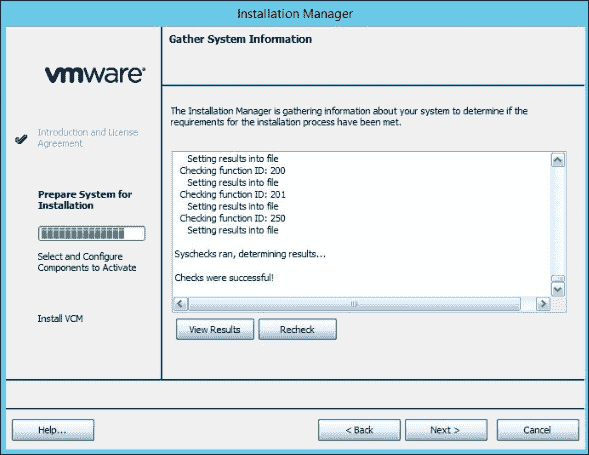 Installation Manager
Gather System Information
vmware®
The Installation Manager is gathering information about your system to determine if the
requirements for the installation process have been met.
Introduction and License
Agreement
Prepare System for
Installation
Select and Configure
Components to Activate
Install VCM
Setting results into file
Checking function ID: 200
Setting results into file
Checking function ID: 201
Setting results into file
Checking function ID: 250
Setting results into file
Syschecks ran, determining results...
Checks were successful!
View Results
Recheck
Help...
< Back
Next >
Cancel